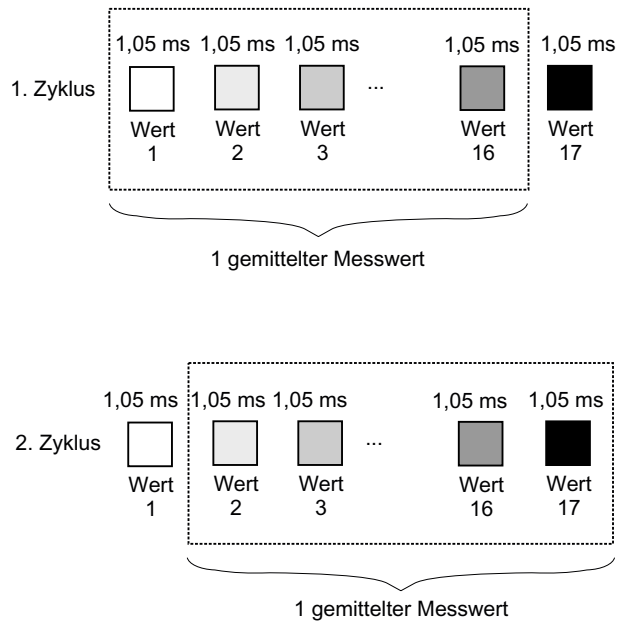 1,05 ms 1,05 ms 1,05 ms 1,05 ms 1,05 ms
1. Zyklus ...
Wert Wert Wert Wert Wert
1 2 3 16 17
1 gemittelter Messwert
1,05 ms 1,05 ms 1,05 ms 1,05 ms 1,05 ms
2. Zyklus ...
Wert Wert Wert Wert Wert
1 2 3 16 17
1 gemittelter Messwert